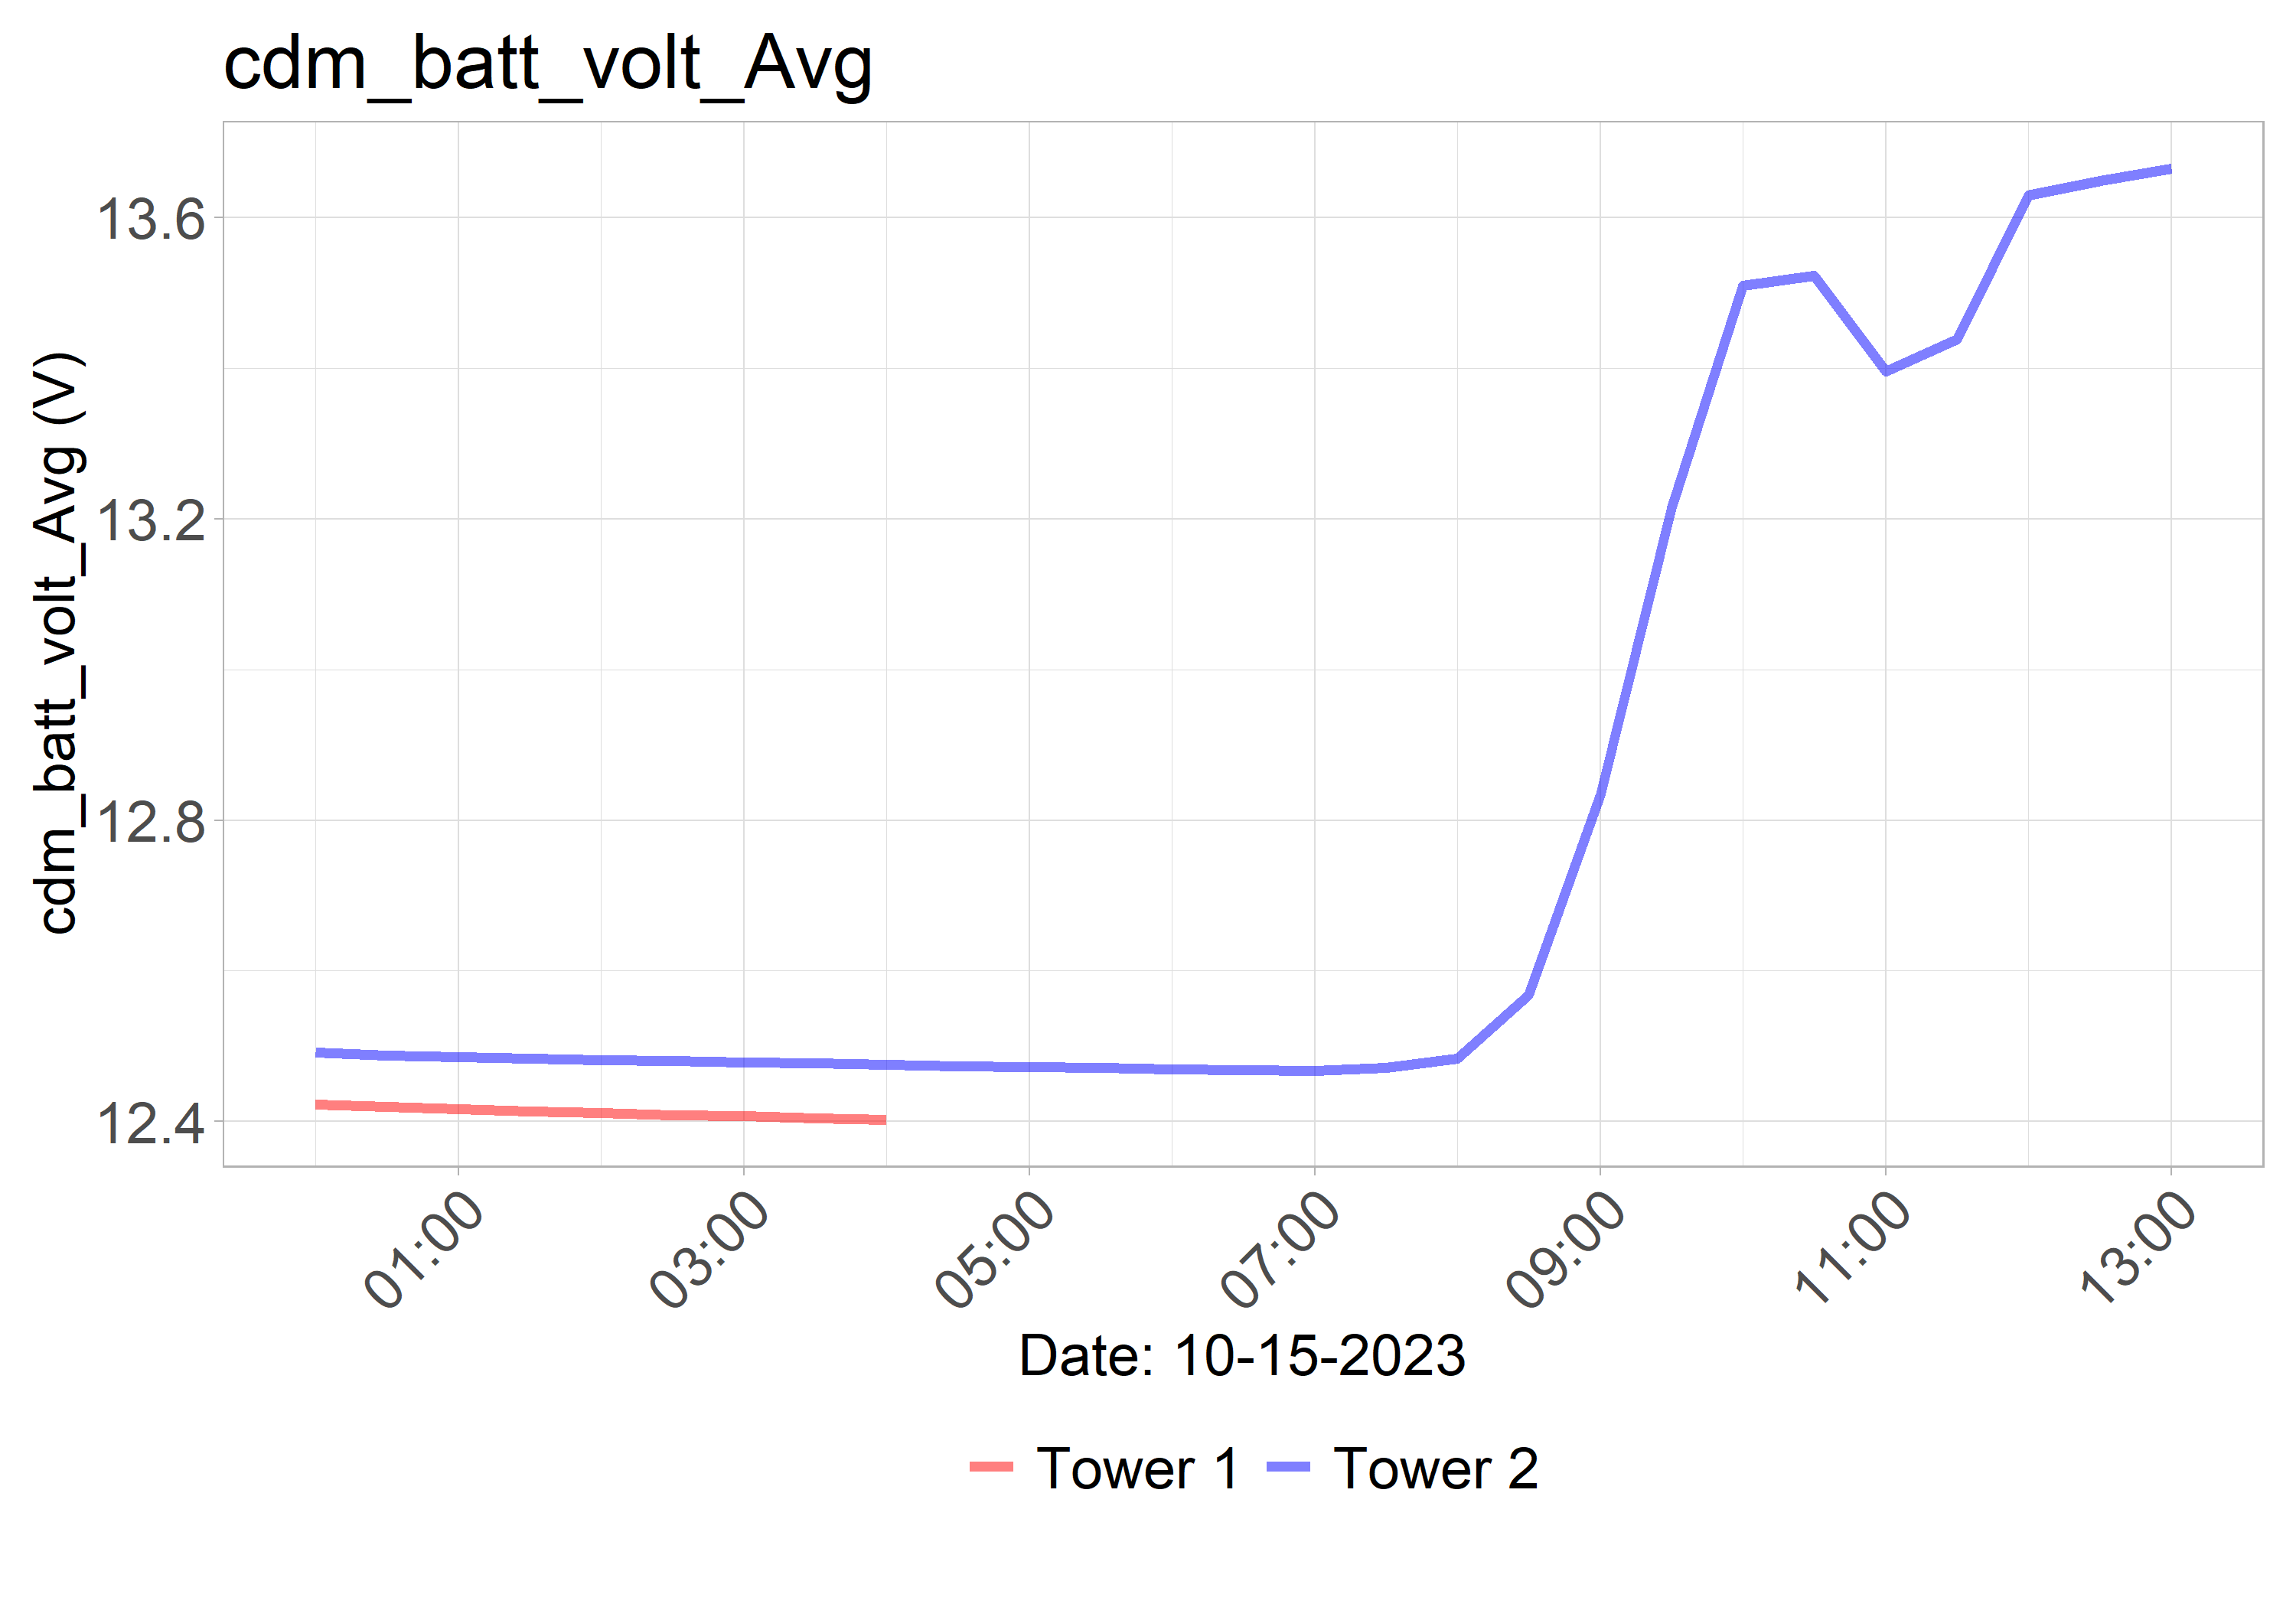 cdm_batt_volt_Avg
cdm_batt_volt_Avg (V)
13.6
13.2
12.8
12.4
01:00 03:00 05:00 07:00 09:00 11:00 13:00
Date: 10-15-2023
Tower 1 Tower 2